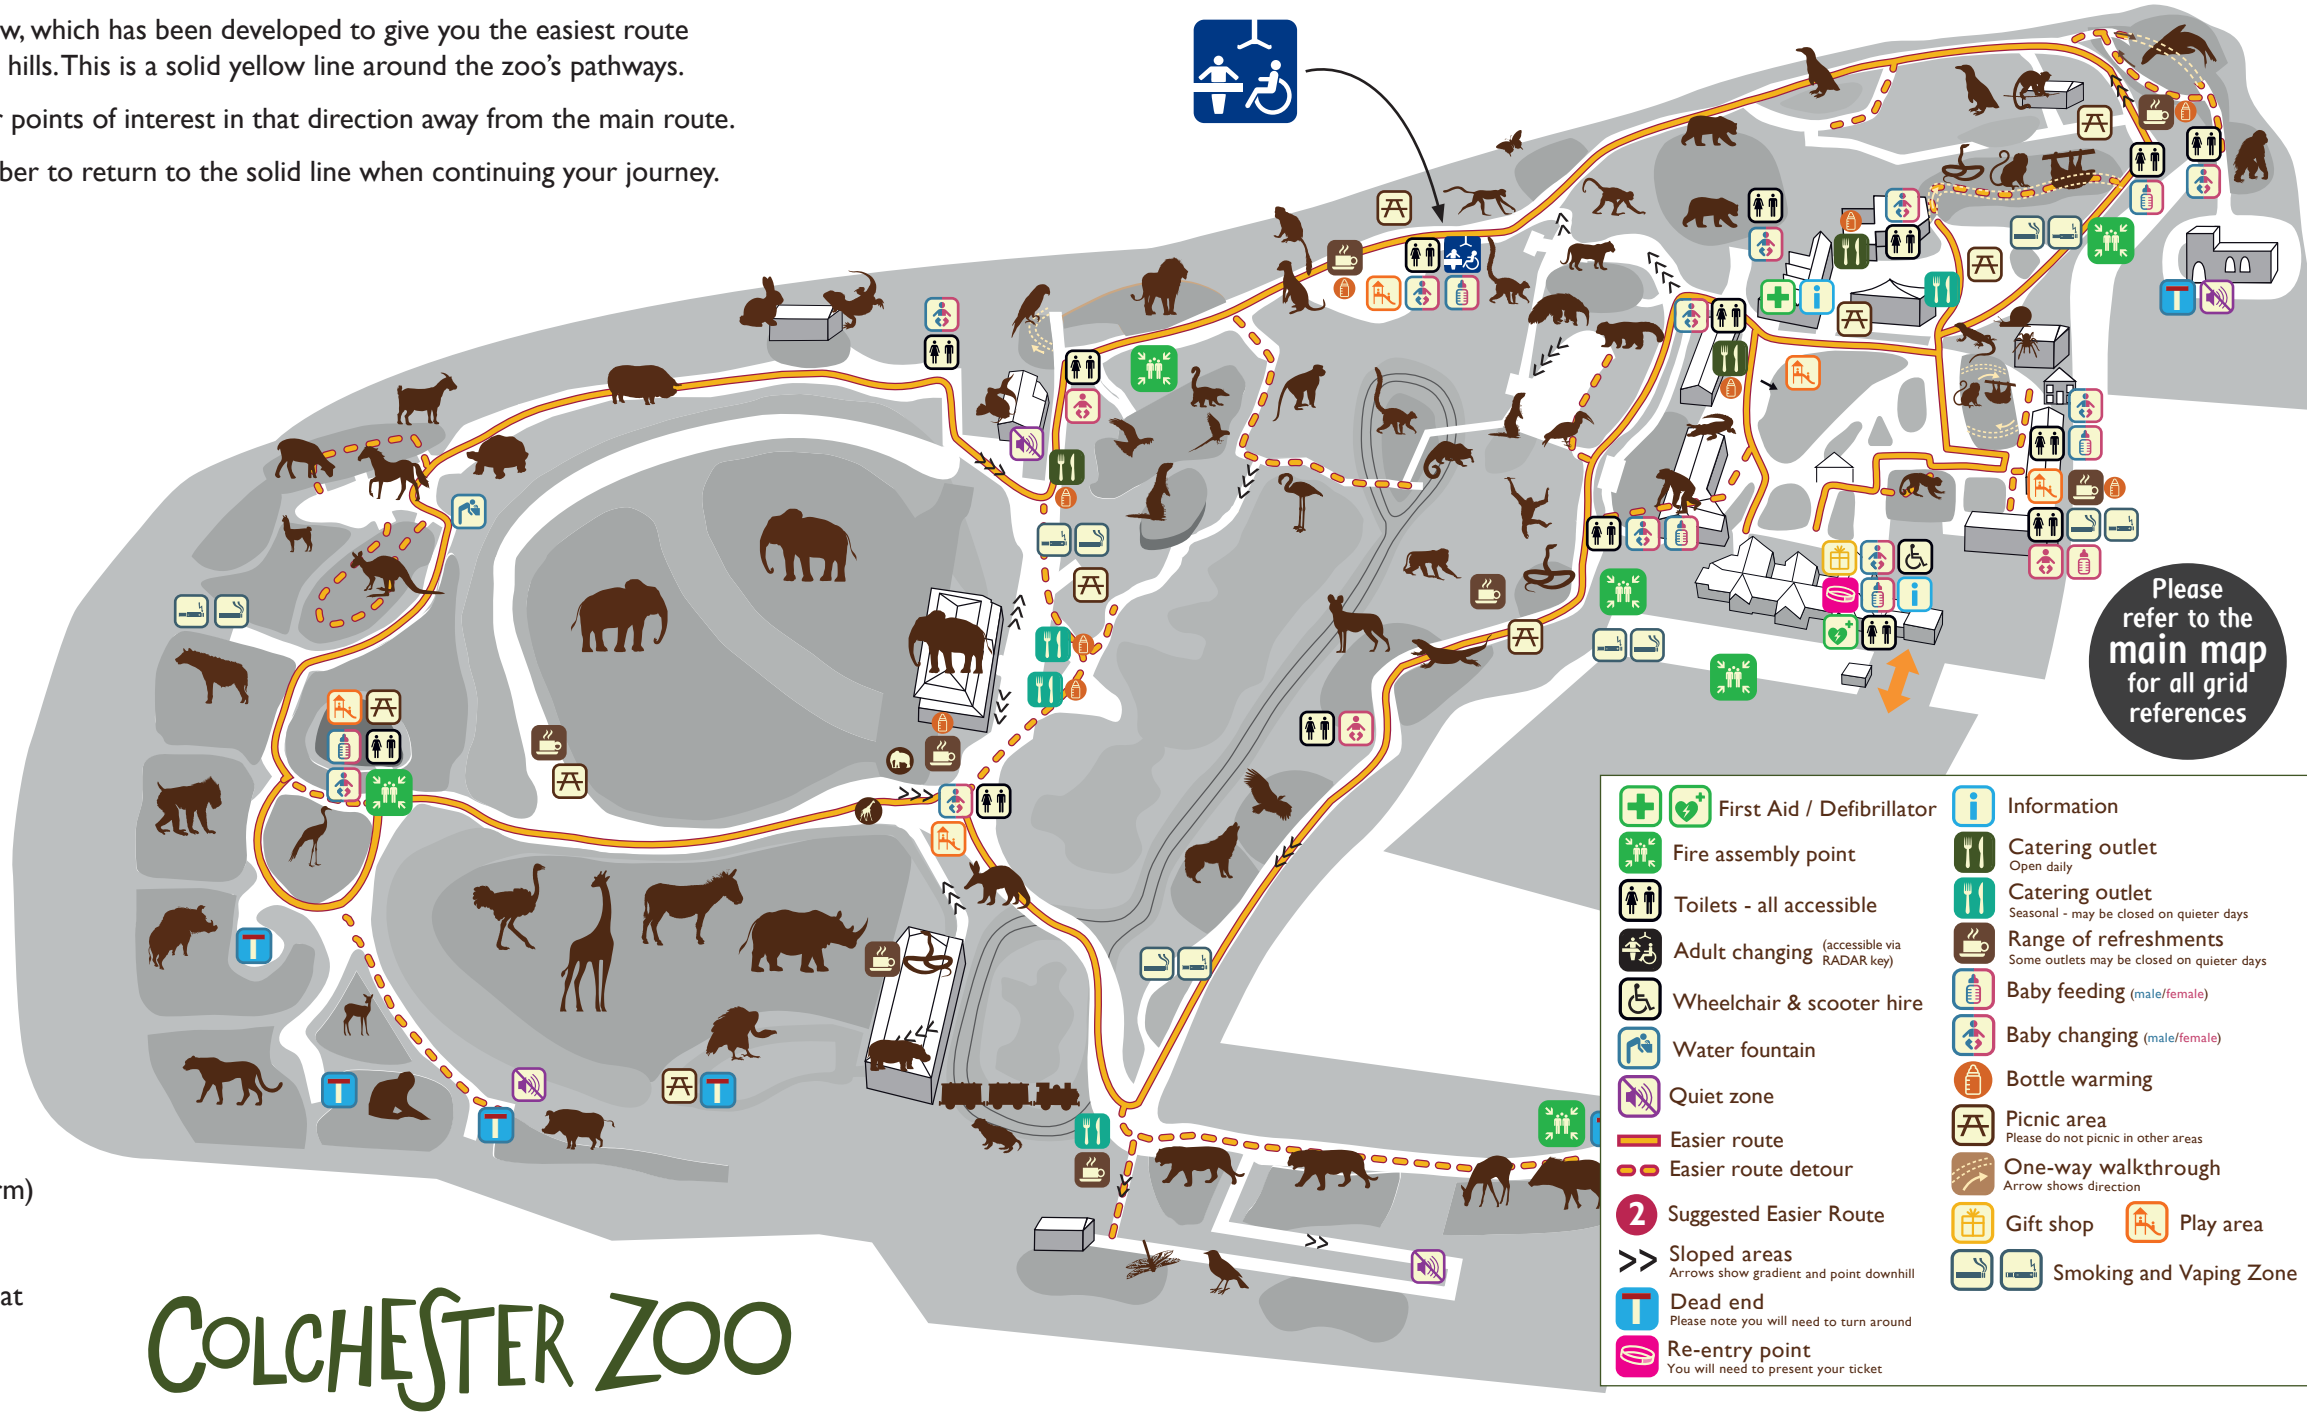 w, which has been developed to give you the easiest route
hills. This is a solid yellow line around the zoo's pathways.
r points of interest in that direction away from the main route.
ber to return to the solid line when continuing your journey.
Please
refer to the
main map
for all grid
references
First Aid / Defibrillator
Fire assembly point
Toilets - all accessible
Adult changing (accessible via
RADAR key)
Wheelchair & scooter hire
Water fountain
Quiet zone
Easier route
Easier route detour
2 Suggested Easier Route
>> Sloped areas
Arrows show gradient and point downhill
Dead end
Please note you will need to turn around
Re-entry point
You will need to present your ticket
Information
Catering outlet
Open daily
Catering outlet
Seasonal - may be closed on quieter days
Range of refreshments
Some outlets may be closed on quieter days
Baby feeding (male/female)
Baby changing (male/female)
Bottle warming
Picnic area
Please do not picnic in other areas
One-way walkthrough
Arrow shows direction
Gift shop
Play area
Smoking and Vaping Zone
rm)
at
COLCHESTER ZOO